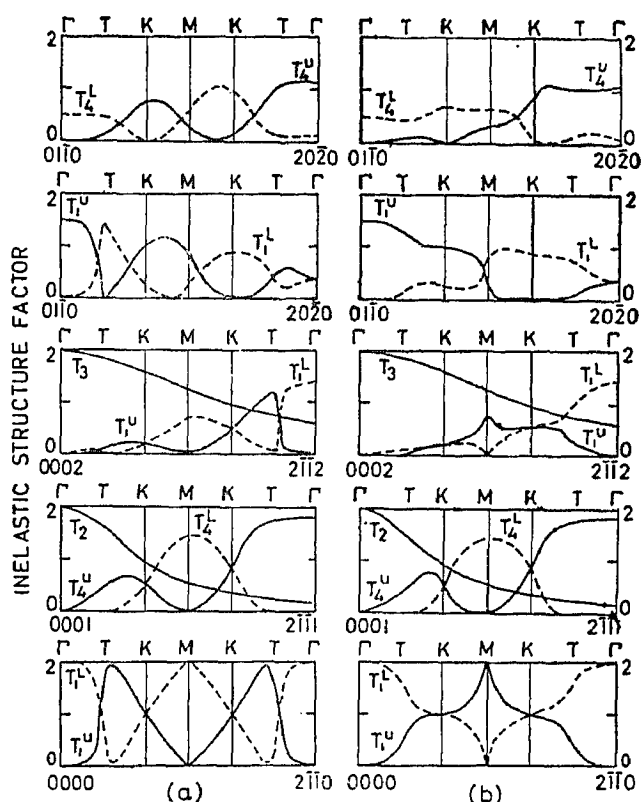 Γ T K M K T Γ
Γ T K M K T Γ
2
T₄ᴸ
T₄ᵁ
0
01Ī0
202̄0
T₄ᴸ
T₄ᵁ
2
0
01Ī0
202̄0
Γ T K M K T Γ
Γ T K M K T Γ
2
T₁ᵁ
T₁ᴸ
0
01Ī0
202̄0
T₁ᵁ
T₁ᴸ
2
0
01Ī0
202̄0
INELASTIC STRUCTURE FACTOR
Γ T K M K T Γ
Γ T K M K T Γ
2
T₃
T₁ᵁ
T₁ᴸ
0
0002
2ĪĪ2
T₃
T₁ᴸ
T₁ᵁ
2
0
0002
2ĪĪ2
Γ T K M K T Γ
Γ T K M K T Γ
2
T₂
T₄ᴸ
T₄ᵁ
0
0001
2ĪĪ1
T₂
T₄ᴸ
T₄ᵁ
2
0
0001
2ĪĪ1
Γ T K M K T Γ
Γ T K M K T Γ
2
T₁ᴸ
T₁ᵁ
0
0000
2ĪĪ0
T₁ᴸ
T₁ᵁ
2
0
0000
2ĪĪ0
(a)
(b)